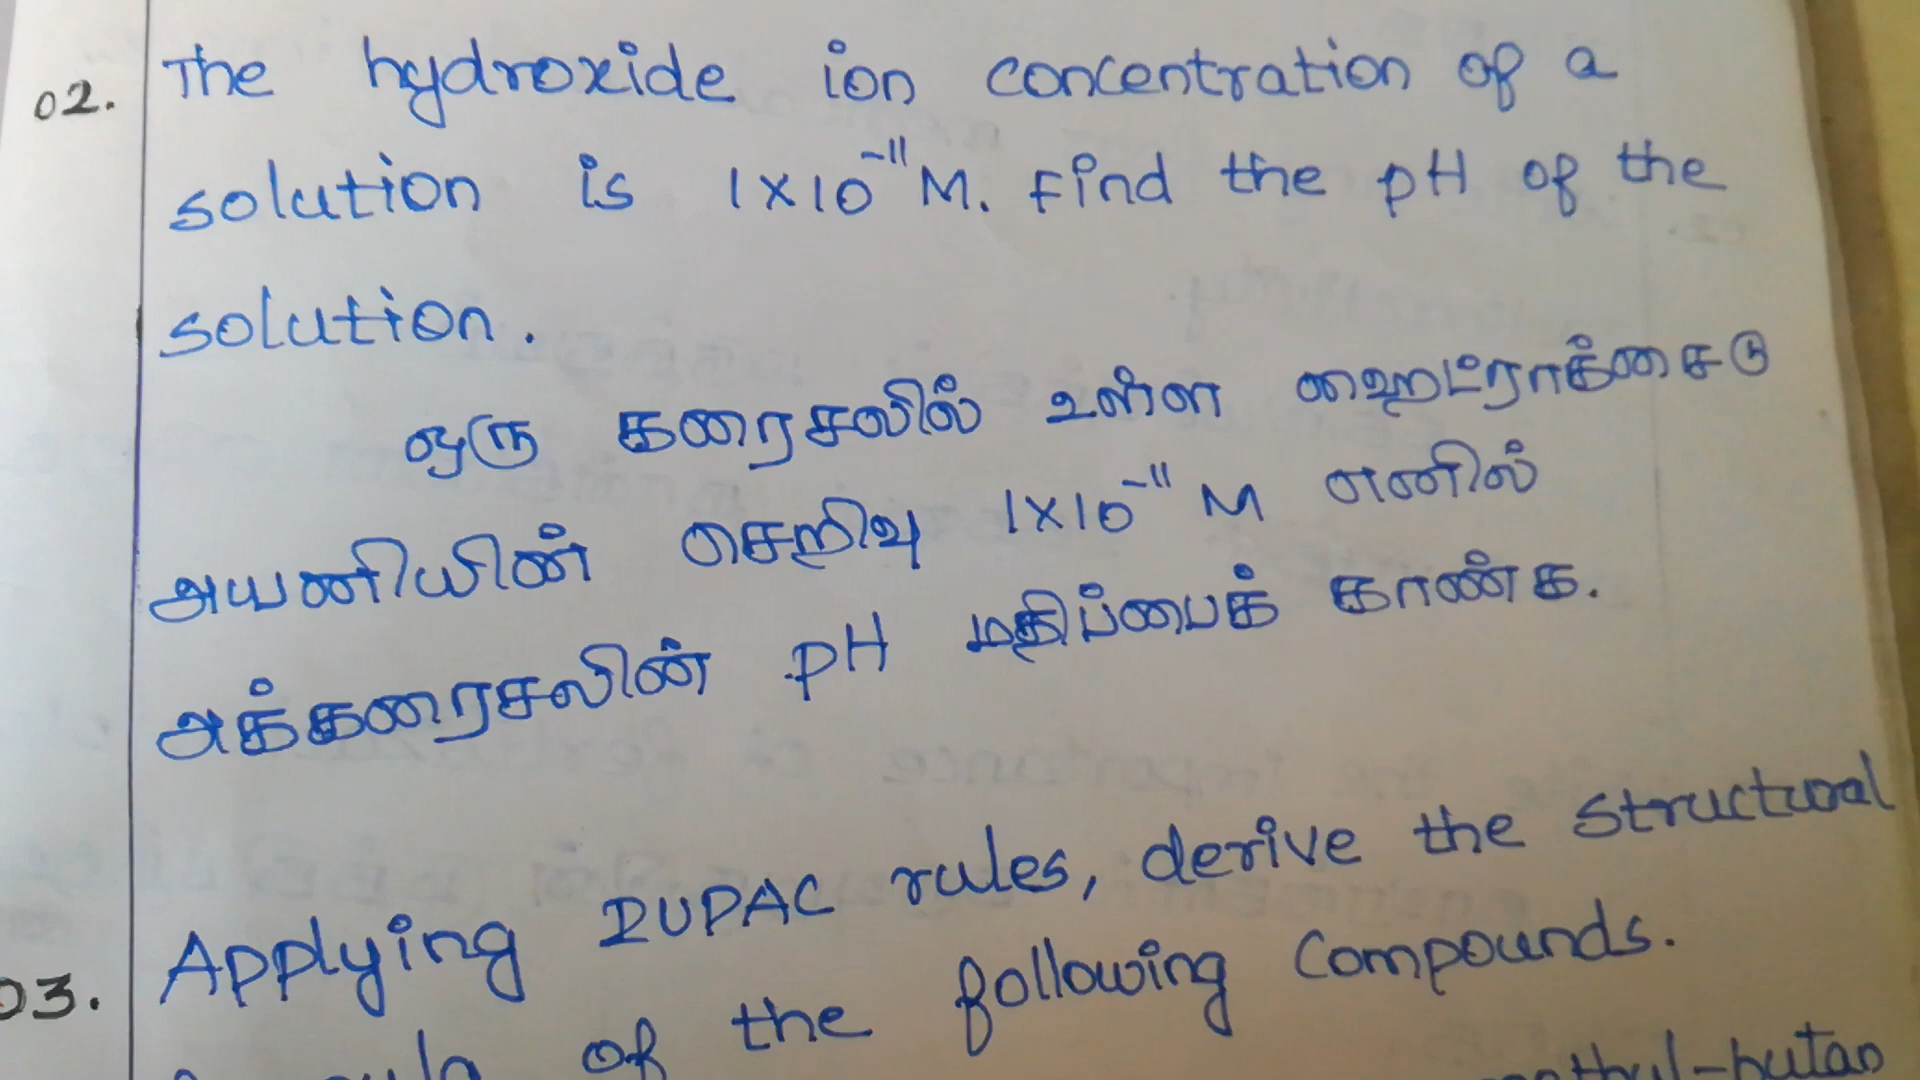 02. The hydroxide ion concentration of a
solution is 1×10⁻¹¹ M. Find the pH of the
solution.
ஒரு கரைசலில் உள்ள ஹைட்ராக்சைடு
அயனியின் செறிவு 1×10⁻¹¹ M எனில்
அக்கரைசலின் pH மதிப்பைக் காண்க.
03. Applying IUPAC rules, derive the structural
of the following compounds.